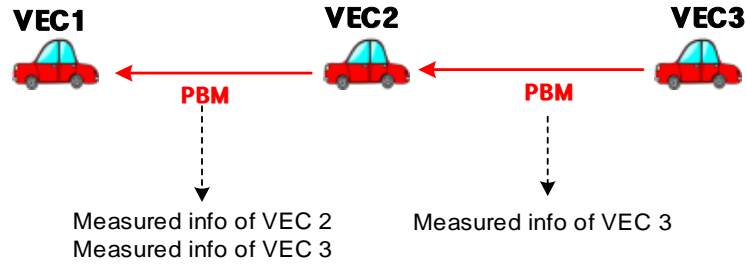 VEC1
VEC2
VEC3
PBM
PBM
Measured info of VEC 2
Measured info of VEC 3
Measured info of VEC 3